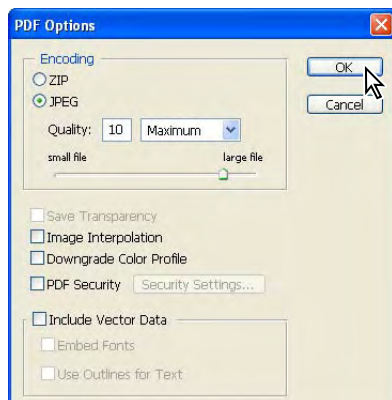 PDF Options
Encoding
ZIP
JPEG
Quality: 10 Maximum
small file large file
Save Transparency
Image Interpolation
Downgrade Color Profile
PDF Security Security Settings...
Include Vector Data
Embed Fonts
Use Outlines for Text
OK
Cancel